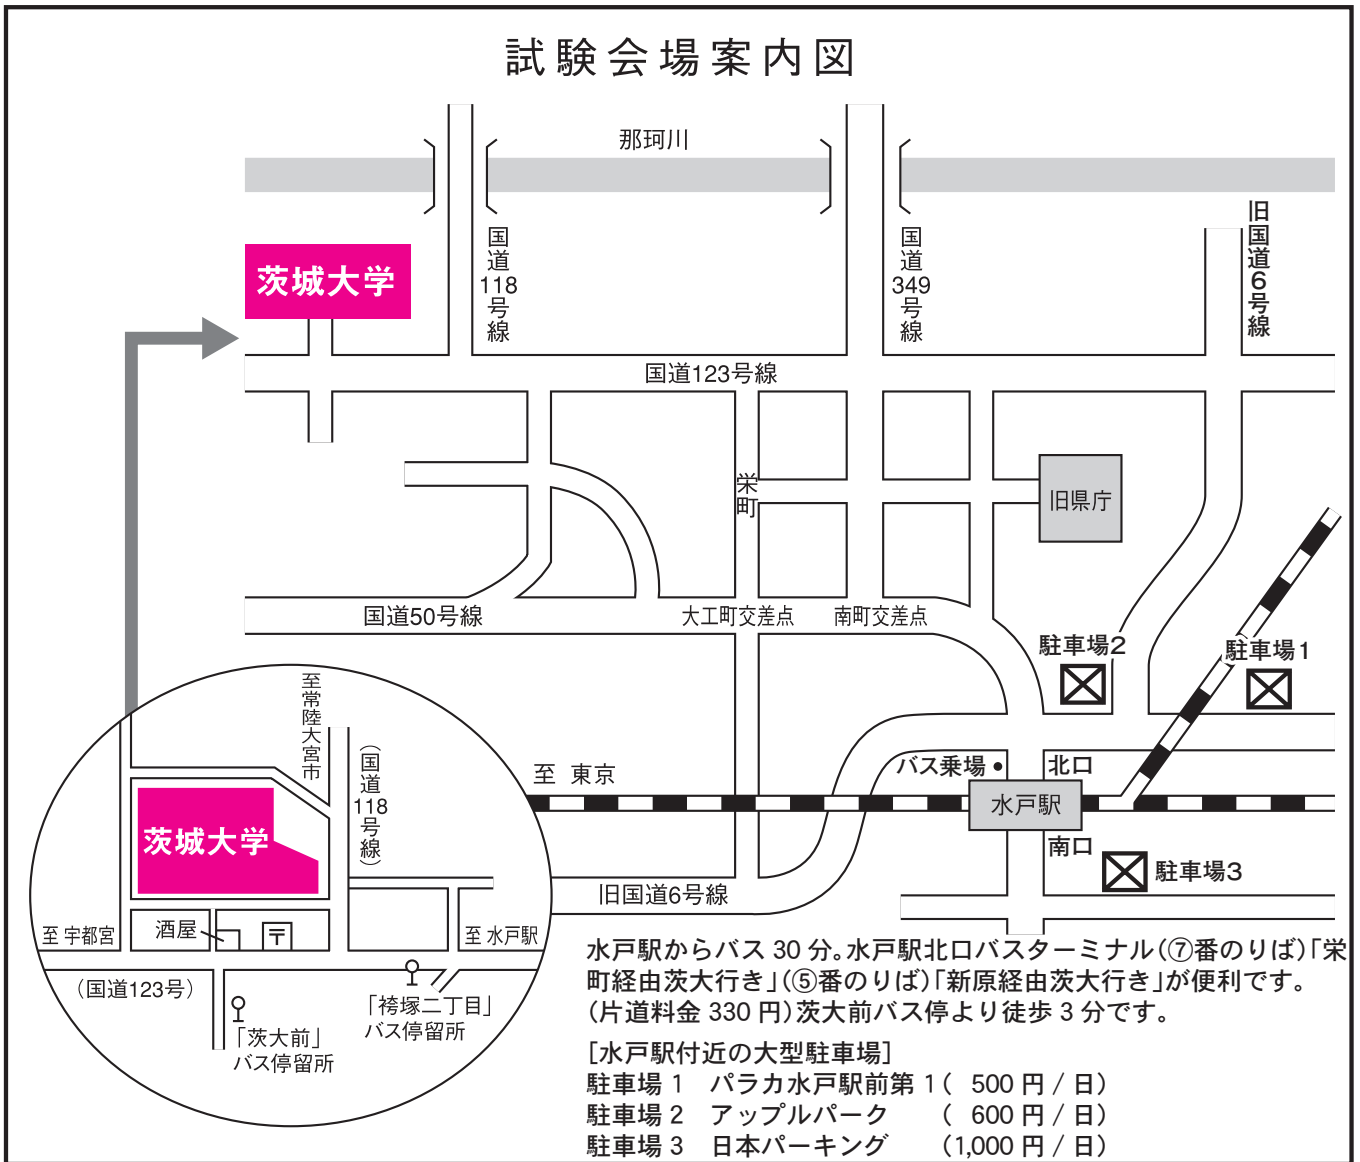 試験会場案内図
那珂川
国道118号線
国道349号線
旧国道6号線
茨城大学
国道123号線
栄町
旧県庁
国道50号線
大工町交差点
南町交差点
駐車場2
駐車場1
至常陸大宮市
(国道118号線)
至 東京
バス乗場
北口
水戸駅
南口
駐車場3
茨城大学
旧国道6号線
至 宇都宮
酒屋
〒
至 水戸駅
(国道123号)
「袴塚二丁目」
バス停留所
「茨大前」
バス停留所
水戸駅からバス 30 分。水戸駅北口バスターミナル(⑦番のりば)「栄
町経由茨大行き」(⑤番のりば)「新原経由茨大行き」が便利です。
(片道料金 330 円)茨大前バス停より徒歩 3 分です。
[水戸駅付近の大型駐車場]
駐車場 1 パラカ水戸駅前第 1( 500 円 / 日)
駐車場 2 アップルパーク ( 600 円 / 日)
駐車場 3 日本パーキング (1,000 円 / 日)